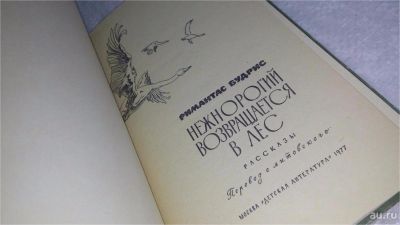 РИМАНТАС БУДРИС
НЕЖНОРОГИЙ
ВОЗВРАЩАЕТСЯ
В ЛЕС
РАССКАЗЫ
Перевод с литовского
МОСКВА "ДЕТСКАЯ ЛИТЕРАТУРА" 1977
au.ru